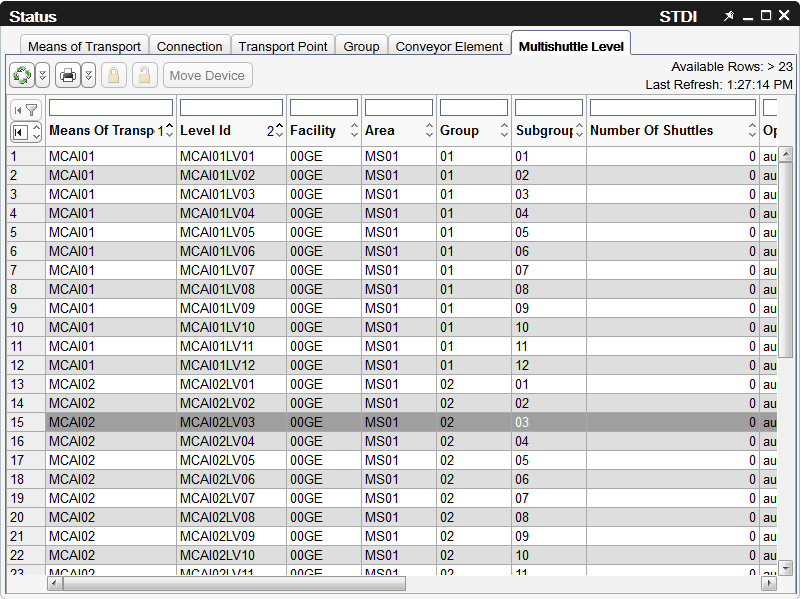 Status STDI
Means of Transport Connection Transport Point Group Conveyor Element Multishuttle Level
Move Device
Available Rows: > 23
Last Refresh: 1:27:14 PM
Means Of Transp 1 Level Id 2 Facility Area Group Subgroup Number Of Shuttles Op
1 MCAI01 MCAI01LV01 00GE MS01 01 01 0 au
2 MCAI01 MCAI01LV02 00GE MS01 01 02 0 au
3 MCAI01 MCAI01LV03 00GE MS01 01 03 0 au
4 MCAI01 MCAI01LV04 00GE MS01 01 04 0 au
5 MCAI01 MCAI01LV05 00GE MS01 01 05 0 au
6 MCAI01 MCAI01LV06 00GE MS01 01 06 0 au
7 MCAI01 MCAI01LV07 00GE MS01 01 07 0 au
8 MCAI01 MCAI01LV08 00GE MS01 01 08 0 au
9 MCAI01 MCAI01LV09 00GE MS01 01 09 0 au
10 MCAI01 MCAI01LV10 00GE MS01 01 10 0 au
11 MCAI01 MCAI01LV11 00GE MS01 01 11 0 au
12 MCAI01 MCAI01LV12 00GE MS01 01 12 0 au
13 MCAI02 MCAI02LV01 00GE MS01 02 01 0 au
14 MCAI02 MCAI02LV02 00GE MS01 02 02 0 au
15 MCAI02 MCAI02LV03 00GE MS01 02 03 0 au
16 MCAI02 MCAI02LV04 00GE MS01 02 04 0 au
17 MCAI02 MCAI02LV05 00GE MS01 02 05 0 au
18 MCAI02 MCAI02LV06 00GE MS01 02 06 0 au
19 MCAI02 MCAI02LV07 00GE MS01 02 07 0 au
20 MCAI02 MCAI02LV08 00GE MS01 02 08 0 au
21 MCAI02 MCAI02LV09 00GE MS01 02 09 0 au
22 MCAI02 MCAI02LV10 00GE MS01 02 10 0 au
23 MCAI02 MCAI02LV11 00GE MS01 02 11 0 au